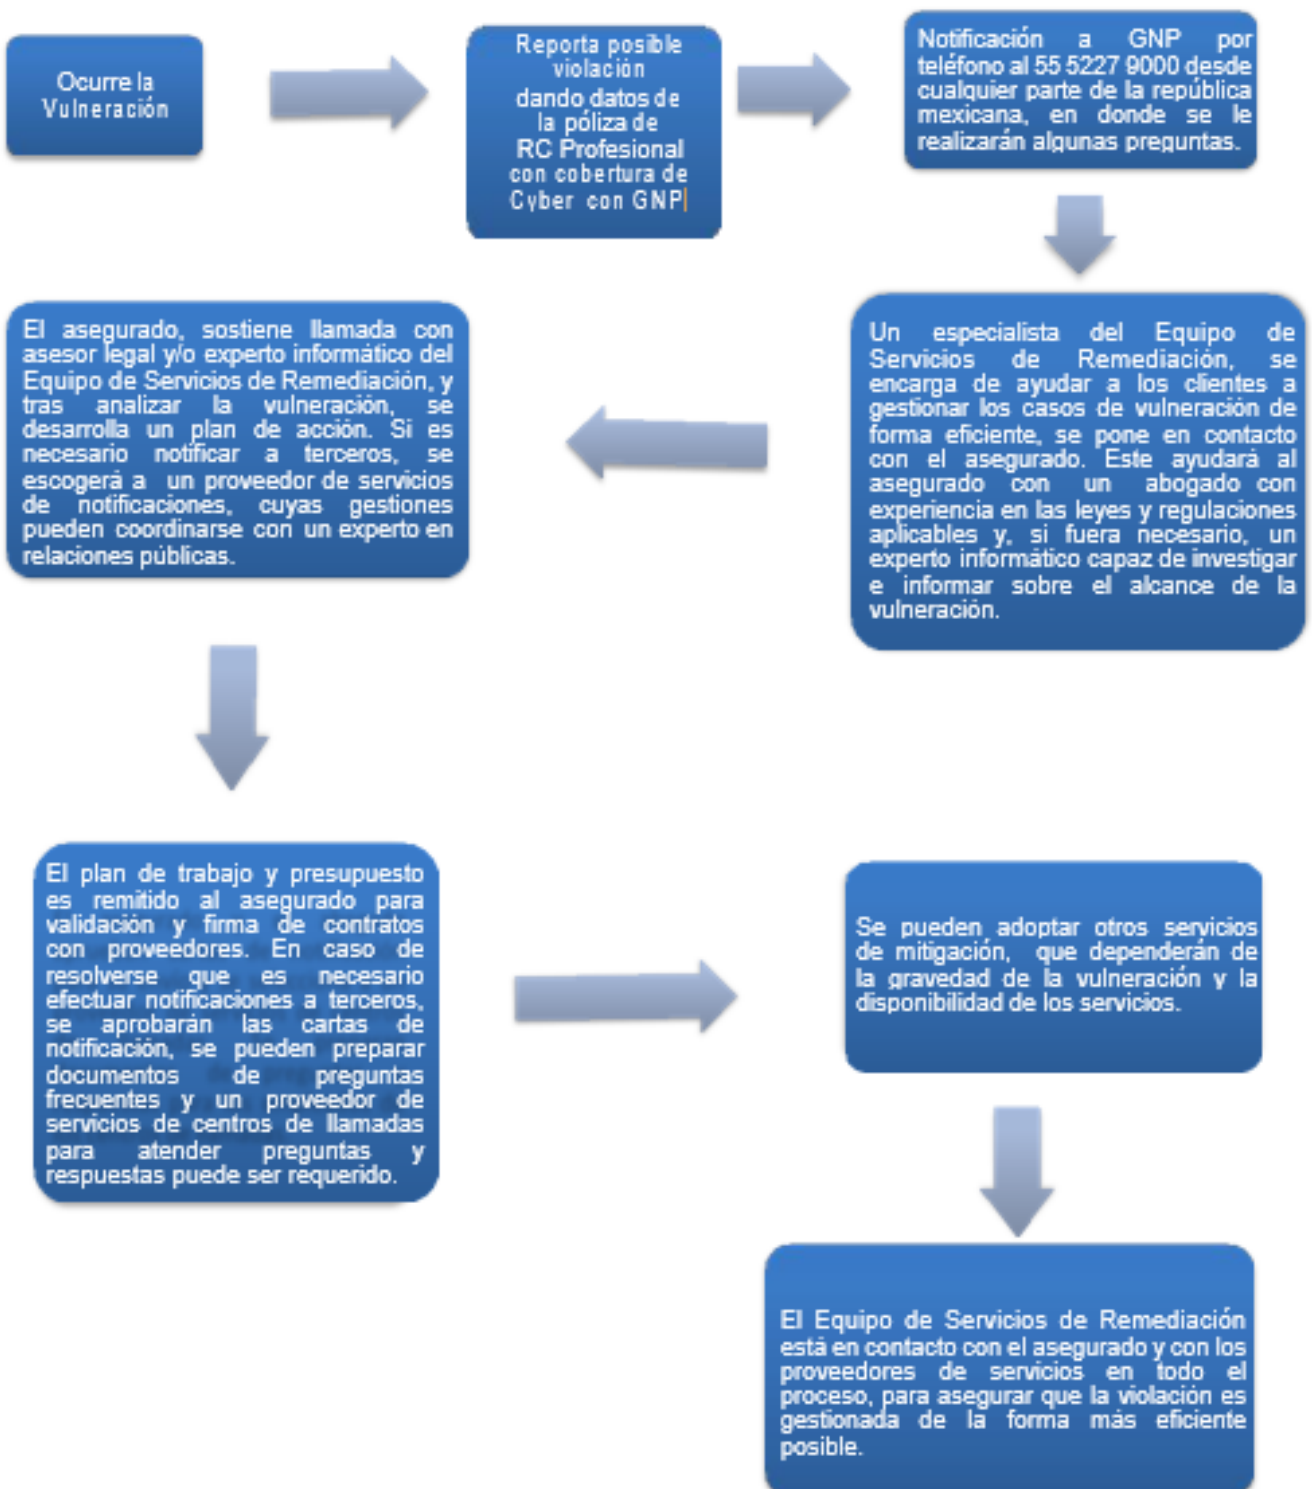 Ocurre la
Vulneración
Reporta posible
violación
dando datos de
la póliza de
RC Profesional
con cobertura de
Cyber con GNP
Notificación a GNP por
teléfono al 55 5227 9000 desde
cualquier parte de la república
mexicana, en donde se le
realizarán algunas preguntas.
Un especialista del Equipo de
Servicios de Remediación, se
encarga de ayudar a los clientes a
gestionar los casos de vulneración de
forma eficiente, se pone en contacto
con el asegurado. Este ayudará al
asegurado con un abogado con
experiencia en las leyes y regulaciones
aplicables y, si fuera necesario, un
experto informático capaz de investigar
e informar sobre el alcance de la
vulneración.
El asegurado, sostiene llamada con
asesor legal y/o experto informático del
Equipo de Servicios de Remediación, y
tras analizar la vulneración, se
desarrolla un plan de acción. Si es
necesario notificar a terceros, se
escogerá a un proveedor de servicios
de notificaciones, cuyas gestiones
pueden coordinarse con un experto en
relaciones públicas.
El plan de trabajo y presupuesto
es remitido al asegurado para
validación y firma de contratos
con proveedores. En caso de
resolverse que es necesario
efectuar notificaciones a terceros,
se aprobarán las cartas de
notificación, se pueden preparar
documentos de preguntas
frecuentes y un proveedor de
servicios de centros de llamadas
para atender preguntas y
respuestas puede ser requerido.
Se pueden adoptar otros servicios
de mitigación, que dependerán de
la gravedad de la vulneración y la
disponibilidad de los servicios.
El Equipo de Servicios de Remediación
está en contacto con el asegurado y con los
proveedores de servicios en todo el
proceso, para asegurar que la violación es
gestionada de la forma más eficiente
posible.